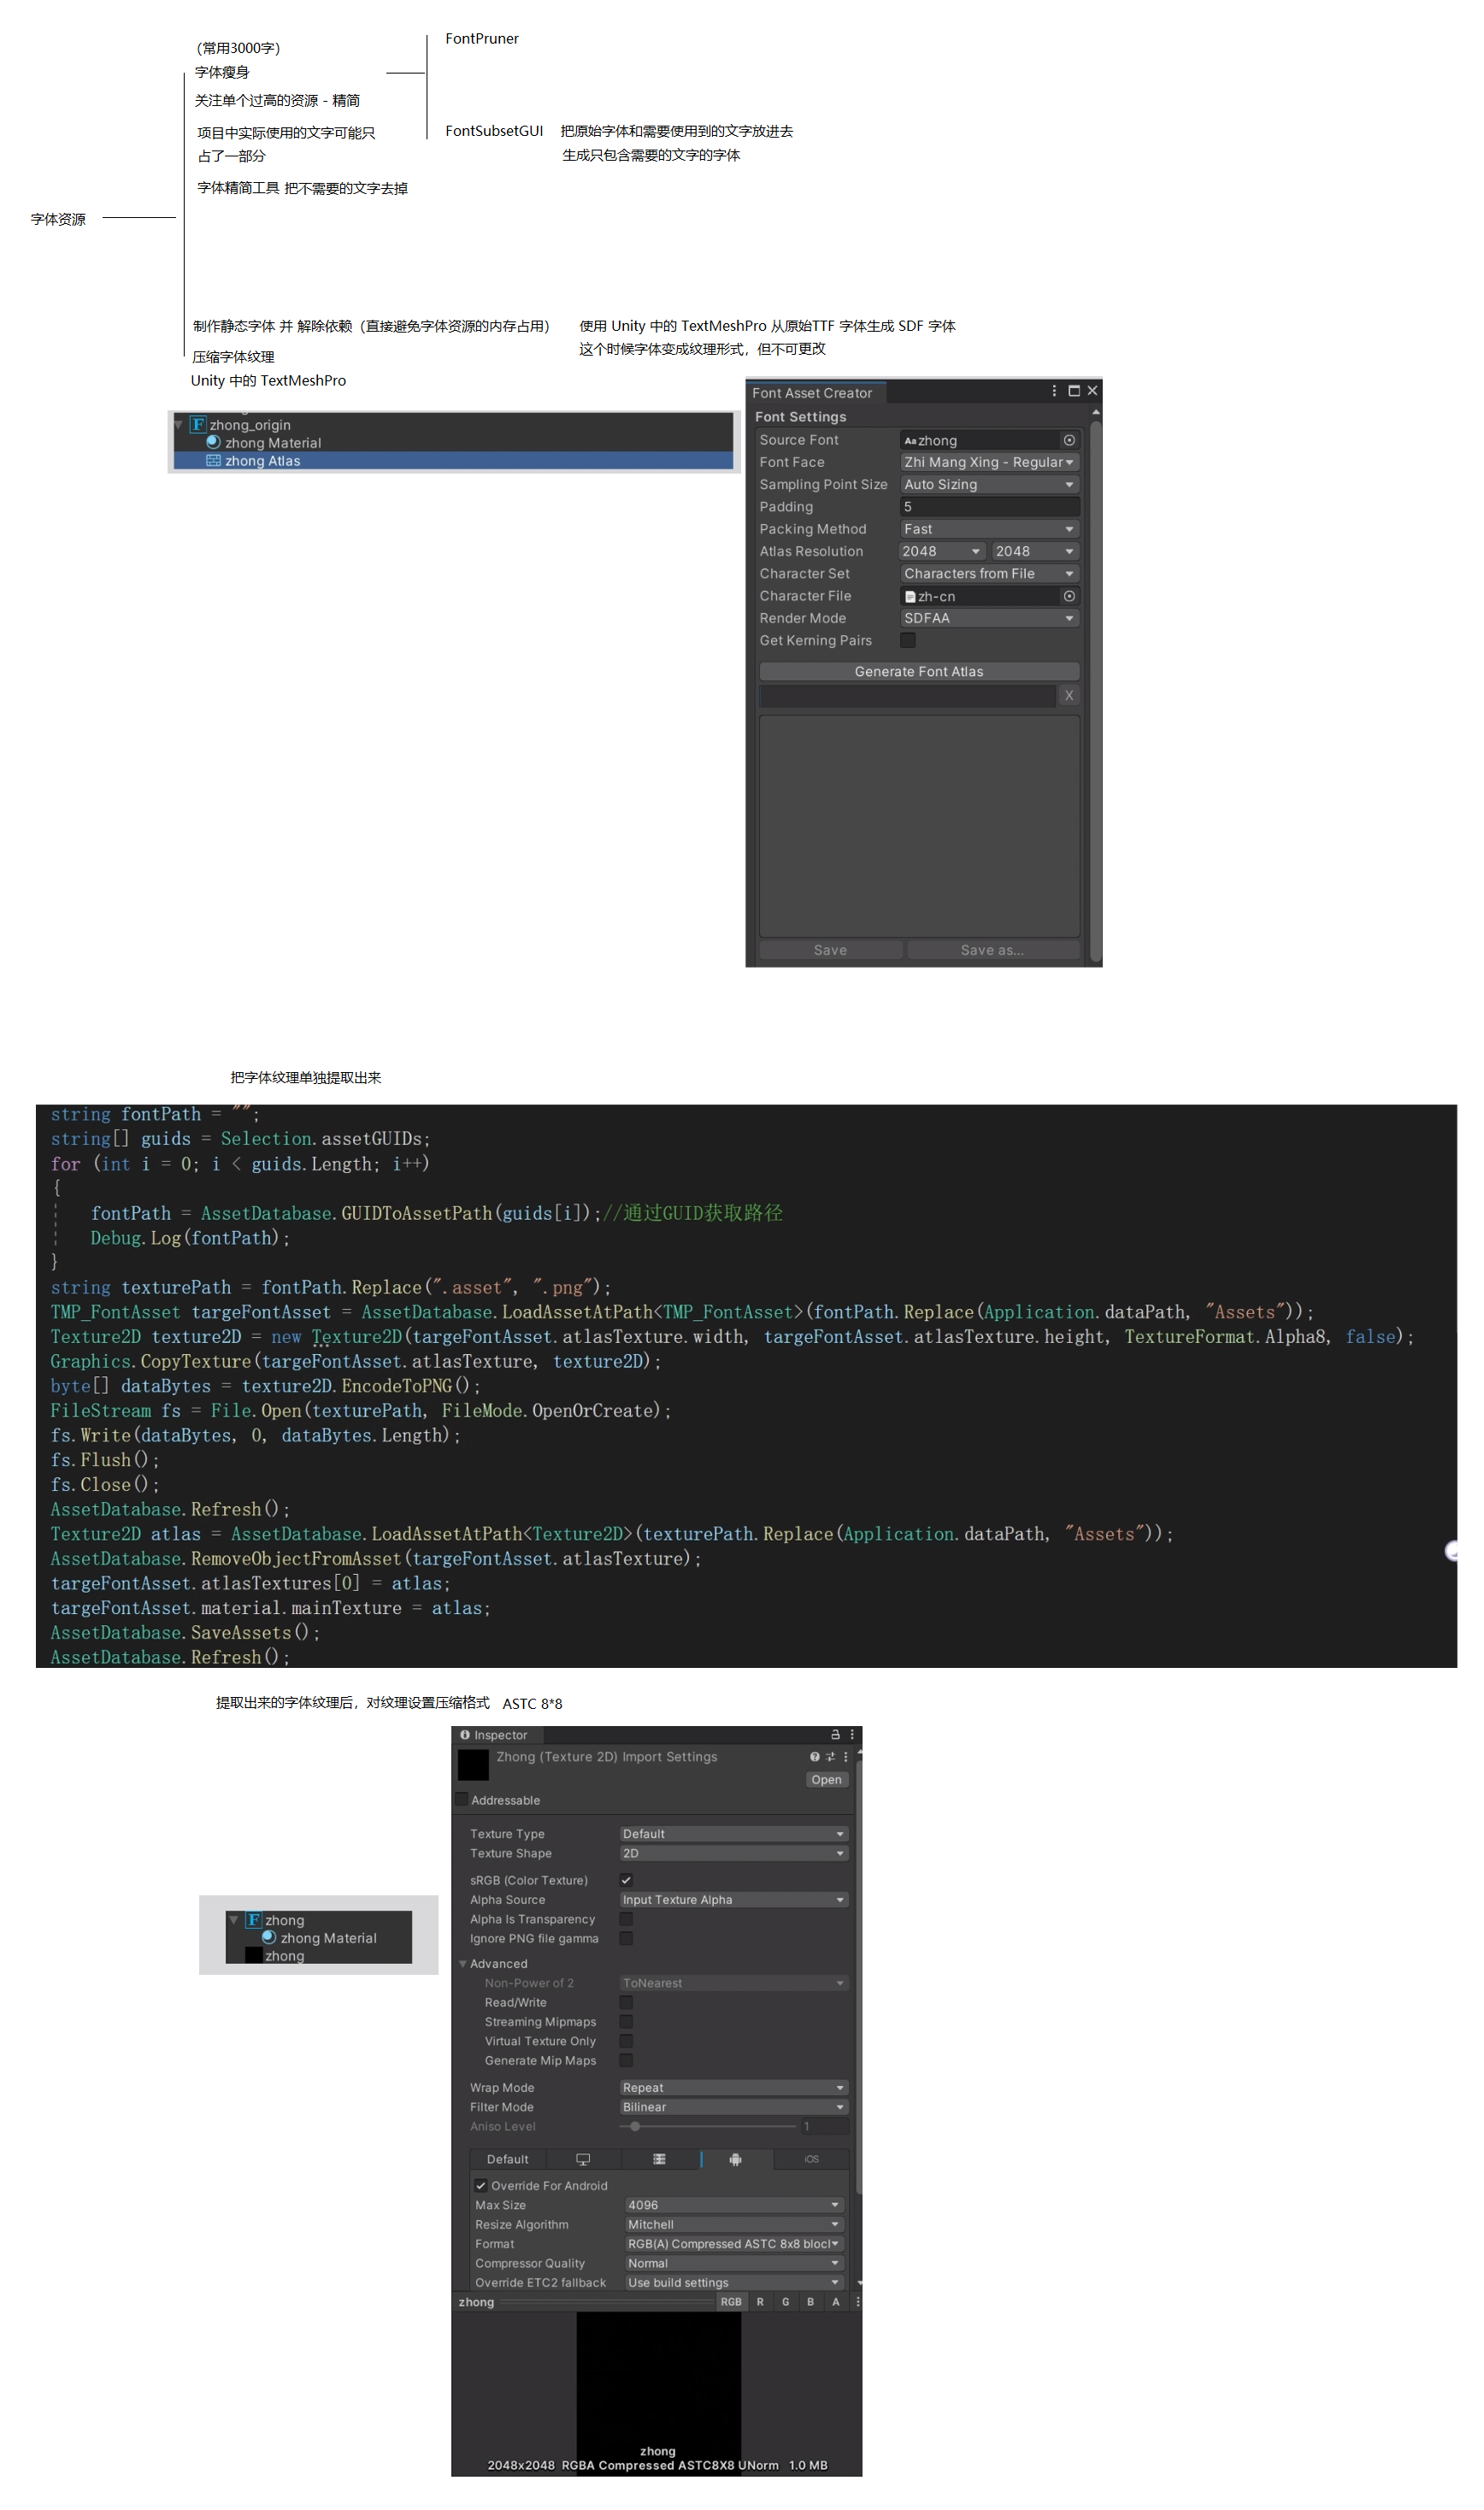 (常用3000字)
字体瘦身
关注单个过高的资源 - 精简
项目中实际使用的文字可能只
占了一部分
字体精简工具 把不需要的文字去掉
FontPruner
FontSubsetGUI 把原始字体和需要使用到的文字放进去
生成只包含需要的文字的字体
字体资源
制作静态字体 并 解除依赖（直接避免字体资源的内存占用）
使用 Unity 中的 TextMeshPro 从原始TTF 字体生成 SDF 字体
这个时候字体变成纹理形式，但不可更改
压缩字体纹理
Unity 中的 TextMeshPro
zhong_origin
zhong Material
zhong Atlas
Font Asset Creator
Font Settings
Source Font Aa zhong
Font Face Zhi Mang Xing - Regular
Sampling Point Size Auto Sizing
Padding 5
Packing Method Fast
Atlas Resolution 2048 2048
Character Set Characters from File
Character File zh-cn
Render Mode SDFAA
Get Kerning Pairs
Generate Font Atlas
X
Save Save as...
把字体纹理单独提取出来
string fontPath = "";
string[] guids = Selection.assetGUIDs;
for (int i = 0; i < guids.Length; i++)
{
fontPath = AssetDatabase.GUIDToAssetPath(guids[i]);//通过GUID获取路径
Debug.Log(fontPath);
}
string texturePath = fontPath.Replace(".asset", ".png");
TMP_FontAsset targeFontAsset = AssetDatabase.LoadAssetAtPath<TMP_FontAsset>(fontPath.Replace(Application.dataPath, "Assets"));
Texture2D texture2D = new Texture2D(targeFontAsset.atlasTexture.width, targeFontAsset.atlasTexture.height, TextureFormat.Alpha8, false);
Graphics.CopyTexture(targeFontAsset.atlasTexture, texture2D);
byte[] dataBytes = texture2D.EncodeToPNG();
FileStream fs = File.Open(texturePath, FileMode.OpenOrCreate);
fs.Write(dataBytes, 0, dataBytes.Length);
fs.Flush();
fs.Close();
AssetDatabase.Refresh();
Texture2D atlas = AssetDatabase.LoadAssetAtPath<Texture2D>(texturePath.Replace(Application.dataPath, "Assets"));
AssetDatabase.RemoveObjectFromAsset(targeFontAsset.atlasTexture);
targeFontAsset.atlasTextures[0] = atlas;
targeFontAsset.material.mainTexture = atlas;
AssetDatabase.SaveAssets();
AssetDatabase.Refresh();
提取出来的字体纹理后，对纹理设置压缩格式 ASTC 8*8
zhong
zhong Material
zhong
Inspector
Zhong (Texture 2D) Import Settings
Open
Addressable
Texture Type Default
Texture Shape 2D
sRGB (Color Texture)
Alpha Source Input Texture Alpha
Alpha Is Transparency
Ignore PNG file gamma
Advanced
Non-Power of 2 ToNearest
Read/Write
Streaming Mipmaps
Virtual Texture Only
Generate Mip Maps
Wrap Mode Repeat
Filter Mode Bilinear
Aniso Level 1
Default iOS
Override For Android
Max Size 4096
Resize Algorithm Mitchell
Format RGB(A) Compressed ASTC 8x8 blocl
Compressor Quality Normal
Override ETC2 fallback Use build settings
zhong RGB R G B A
zhong
2048x2048 RGBA Compressed ASTC8X8 UNorm 1.0 MB